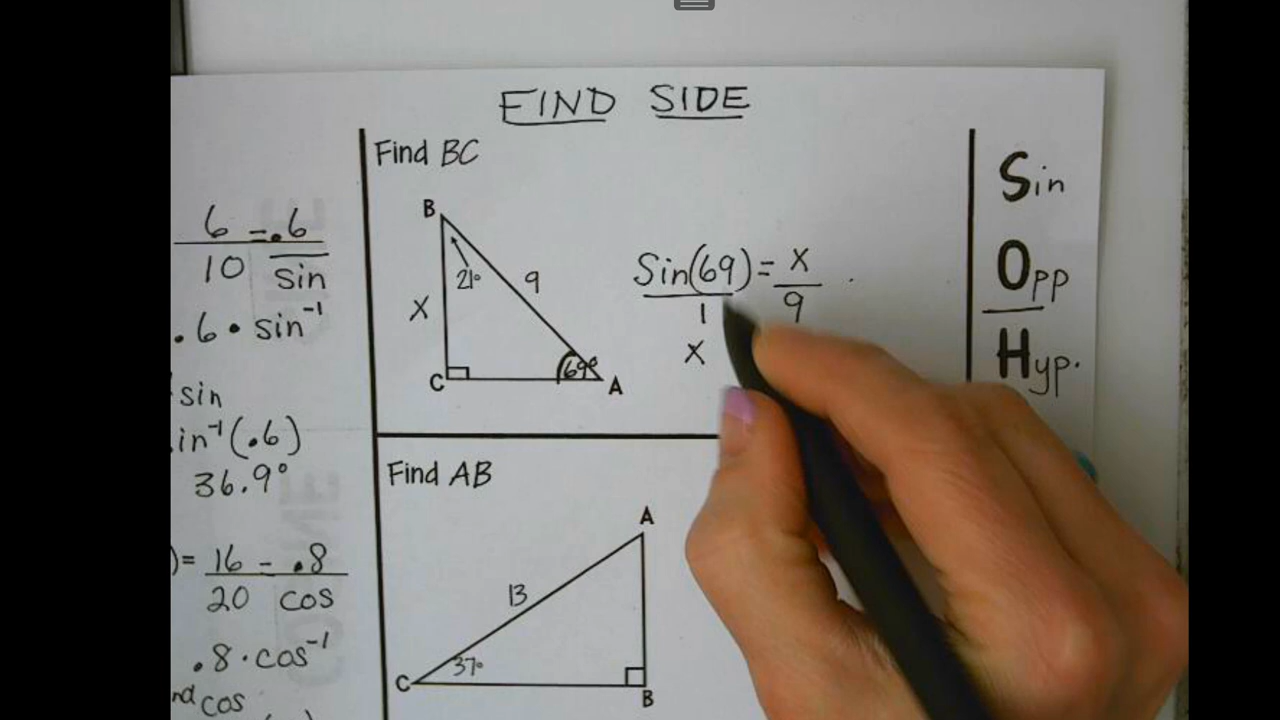 FIND SIDE
6 = .6
10 sin
.6 • sin⁻¹
sin
in⁻¹(.6)
36.9°
)= 16 = .8
20 cos
.8 · cos⁻¹
nd cos
Find BC
B
21°
9
X
69°
C
A
Sin(69) = X
1 9
X
Find AB
A
13
37°
C
B
Sin
Opp
Hyp.